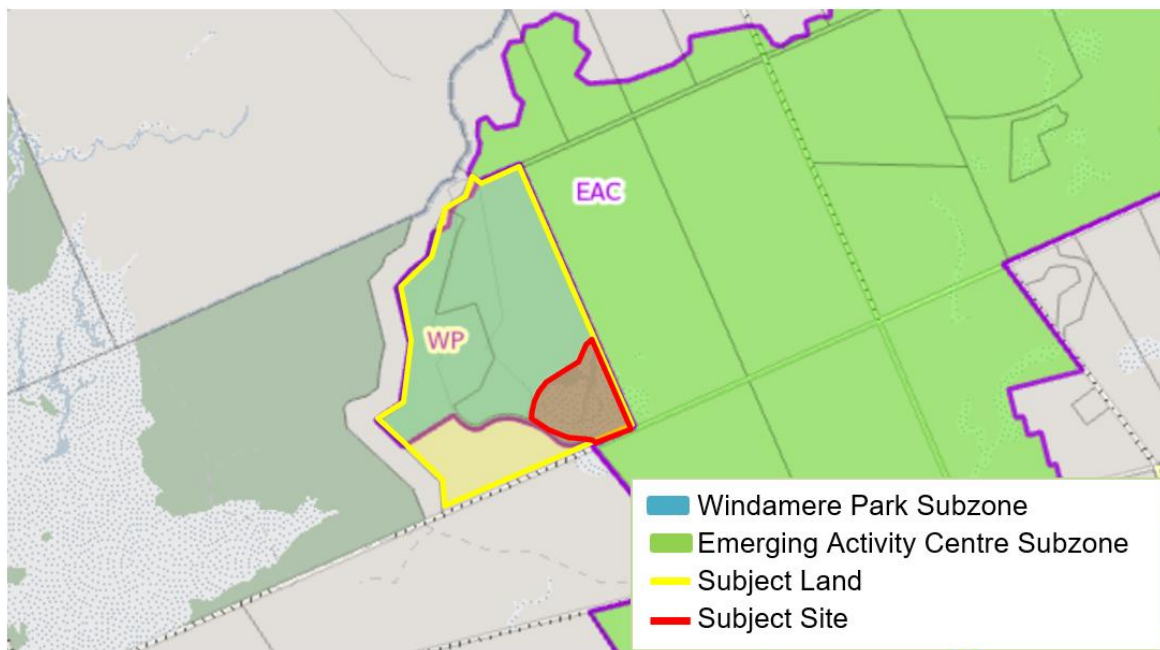 EAC
WP
Windamere Park Subzone
Emerging Activity Centre Subzone
Subject Land
Subject Site